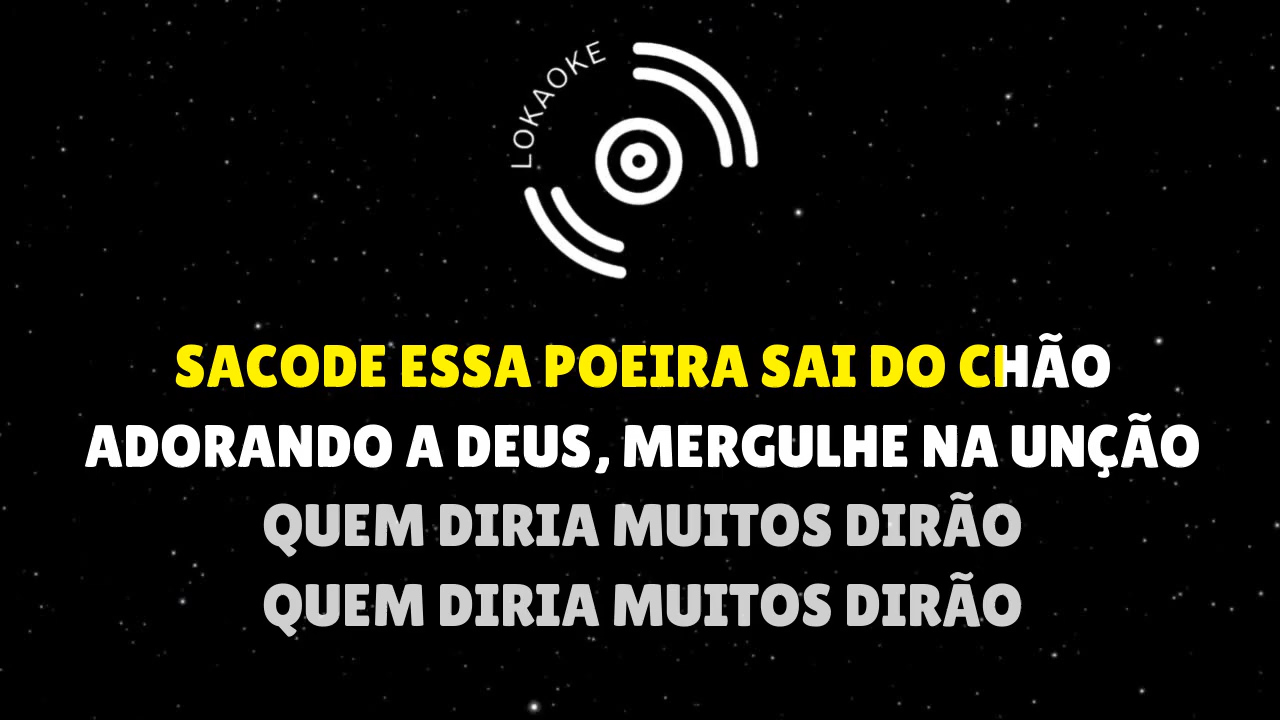 LOKAOKE
SACODE ESSA POEIRA SAI DO CHÃO
ADORANDO A DEUS, MERGULHE NA UNÇÃO
QUEM DIRIA MUITOS DIRÃO
QUEM DIRIA MUITOS DIRÃO